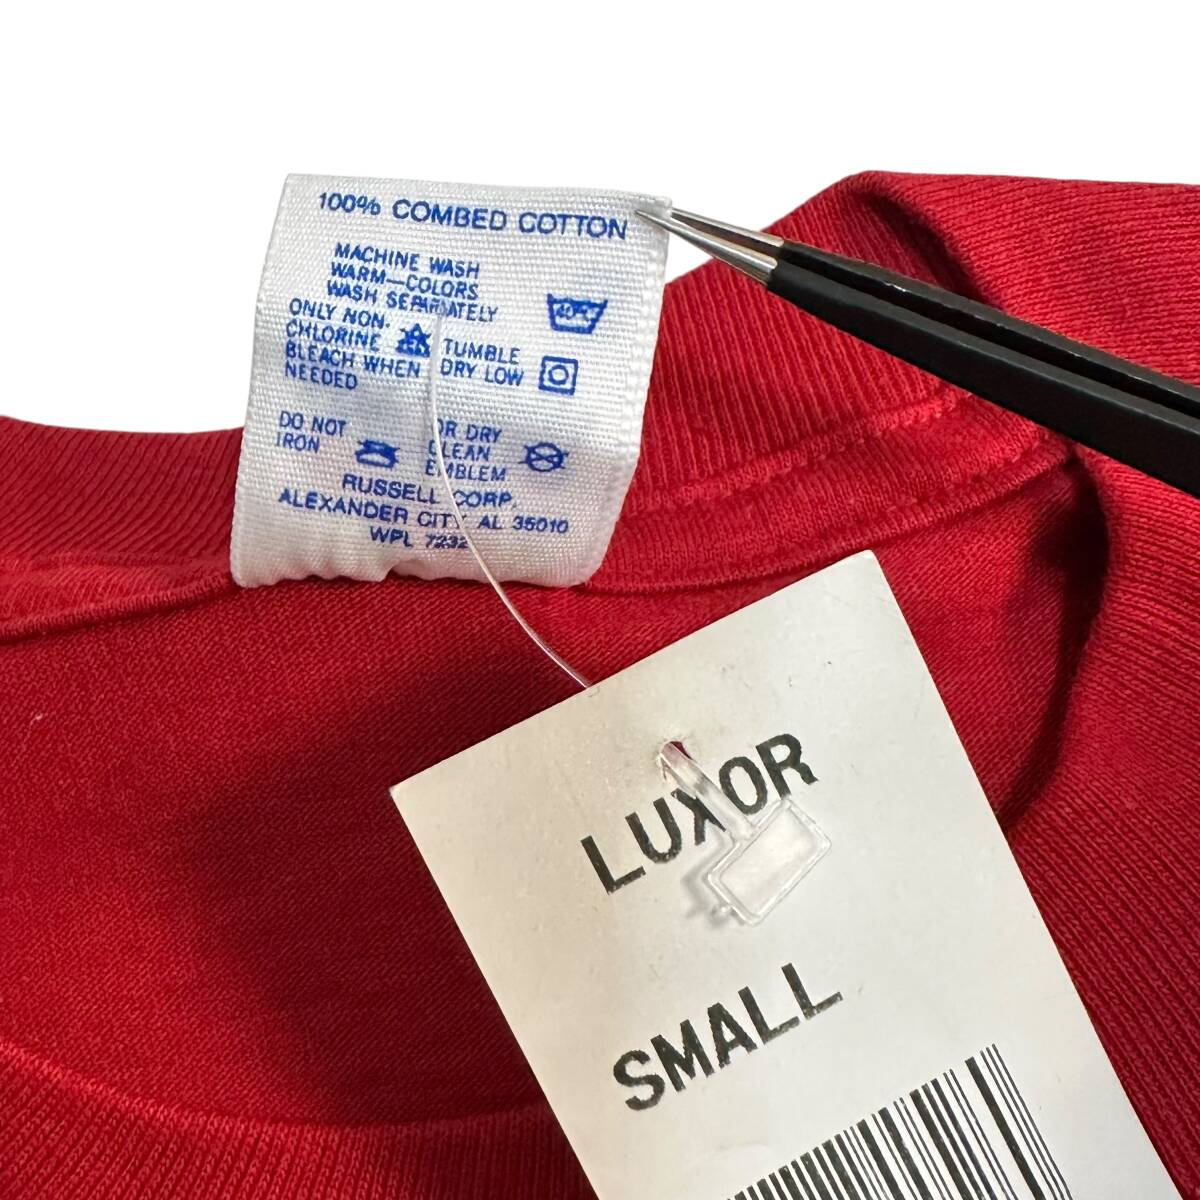 100% COMBED COTTON
MACHINE WASH
WARM—COLORS
WASH SEPARATELY
40°C
ONLY NON-
CHLORINE
BLEACH WHEN
NEEDED
TUMBLE
DRY LOW
DO NOT
IRON
OR DRY
CLEAN
EMBLEM
RUSSELL CORP.
ALEXANDER CITY AL 35010
WPL 7232
LUXOR
SMALL